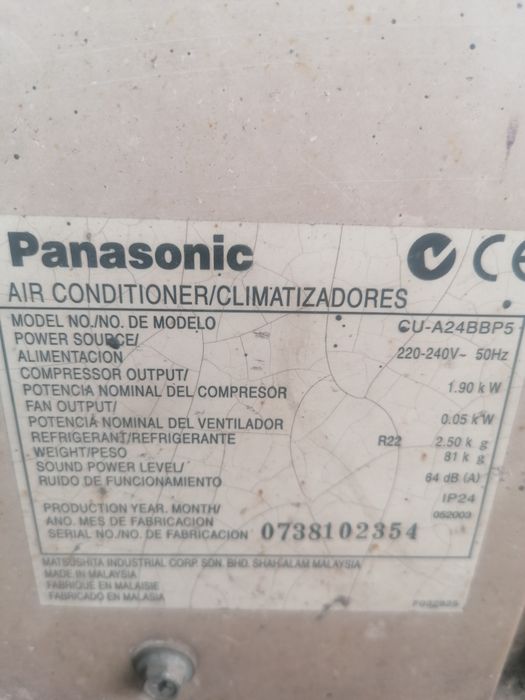 Panasonic
AIR CONDITIONER/CLIMATIZADORES
MODEL NO./NO. DE MODELO CU-A24BBP5
POWER SOURCE/
ALIMENTACION 220-240V~ 50Hz
COMPRESSOR OUTPUT/
POTENCIA NOMINAL DEL COMPRESOR 1.90 kW
FAN OUTPUT/
POTENCIA NOMINAL DEL VENTILADOR 0.05 kW
REFRIGERANT/REFRIGERANTE R22 2.50 kg
WEIGHT/PESO 81 kg
SOUND POWER LEVEL/
RUIDO DE FUNCIONAMIENTO 64 dB (A)
IP24
PRODUCTION YEAR. MONTH/ 052003
ANO. MES DE FABRICACION
SERIAL NO./NO. DE FABRICACION 0738102354
MATSUSHITA INDUSTRIAL CORP. SDN. BHD. SHAH ALAM MALAYSIA
MADE IN MALAYSIA
FABRIQUE EN MALAISIE
FABRICADO EN MALASIA